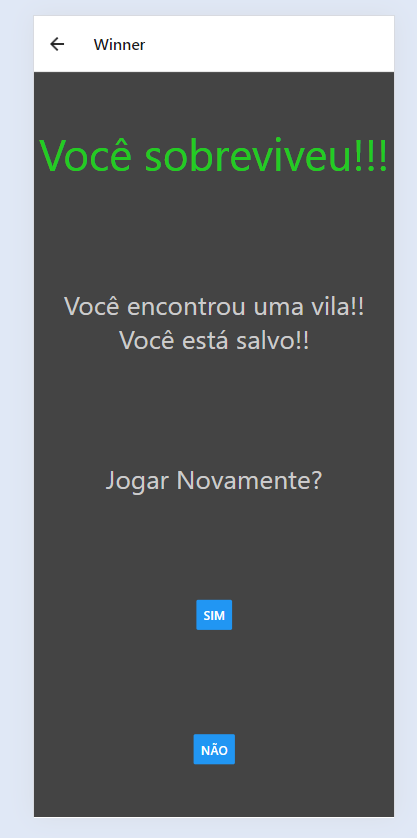 Winner
Você sobreviveu!!!
Você encontrou uma vila!!
Você está salvo!!
Jogar Novamente?
SIM
NÃO